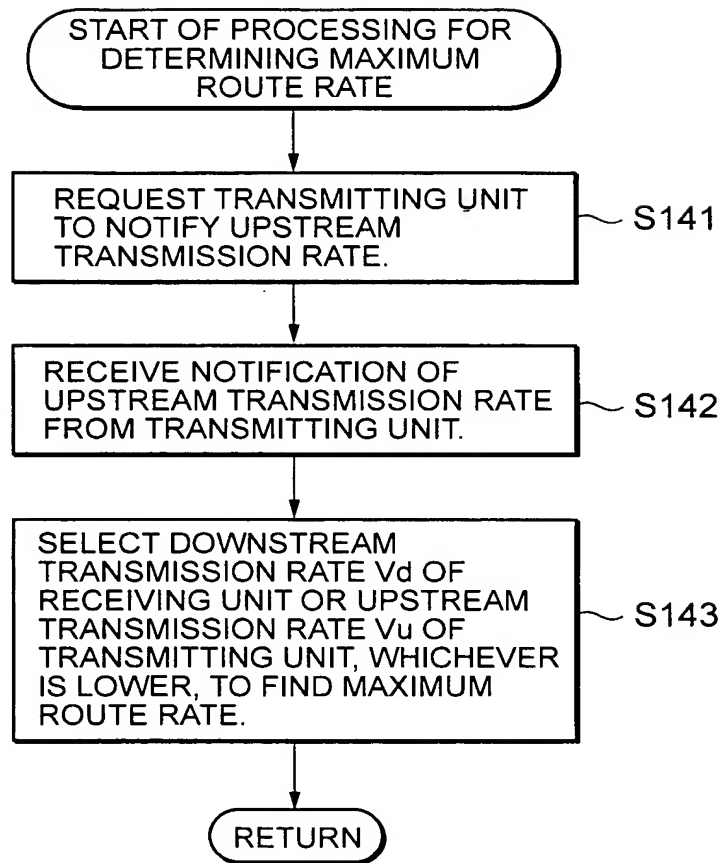 START OF PROCESSING FOR
DETERMINING MAXIMUM
ROUTE RATE
REQUEST TRANSMITTING UNIT
TO NOTIFY UPSTREAM
TRANSMISSION RATE.
S141
RECEIVE NOTIFICATION OF
UPSTREAM TRANSMISSION RATE
FROM TRANSMITTING UNIT.
S142
SELECT DOWNSTREAM
TRANSMISSION RATE Vd OF
RECEIVING UNIT OR UPSTREAM
TRANSMISSION RATE Vu OF
TRANSMITTING UNIT, WHICHEVER
IS LOWER, TO FIND MAXIMUM
ROUTE RATE.
S143
RETURN